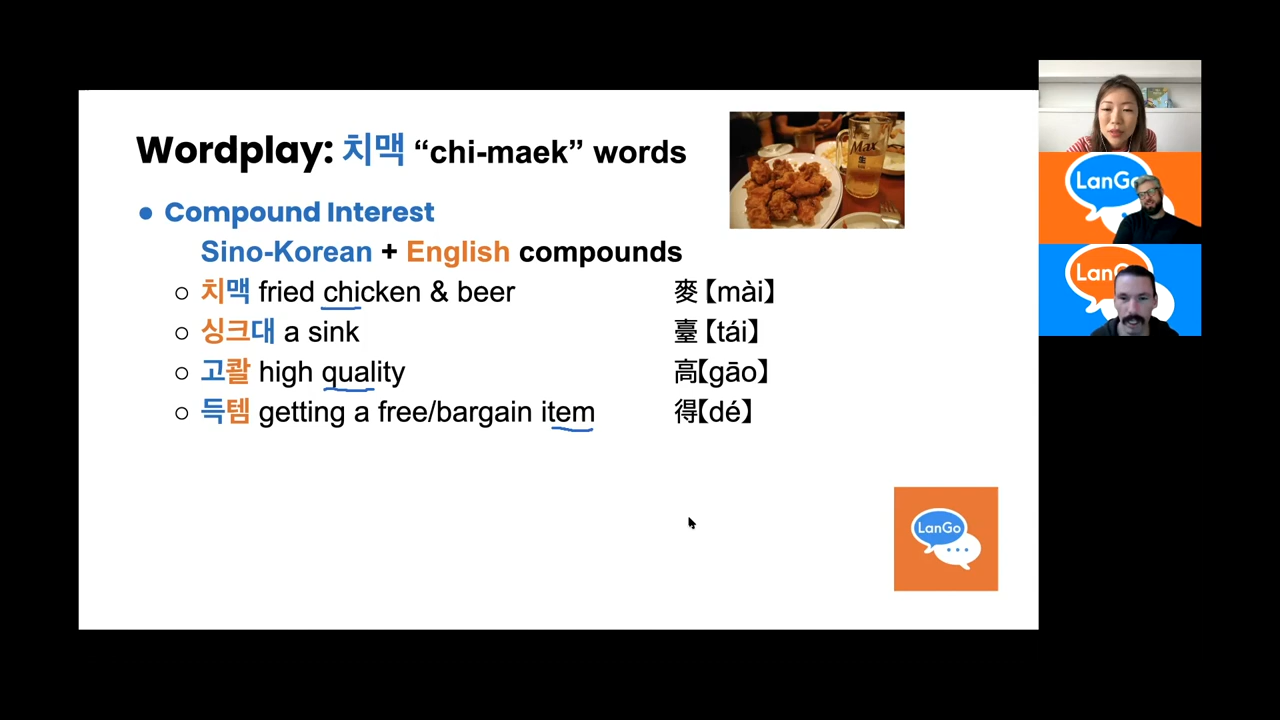 Wordplay: 치맥 “chi-maek” words
Max
生
● Compound Interest
Sino-Korean + English compounds
○ 치맥 fried chicken & beer 麥【mài】
○ 싱크대 a sink 臺【tái】
○ 고퀄 high quality 高【gāo】
○ 득템 getting a free/bargain item 得【dé】
LanGo
LanGo
LanGo